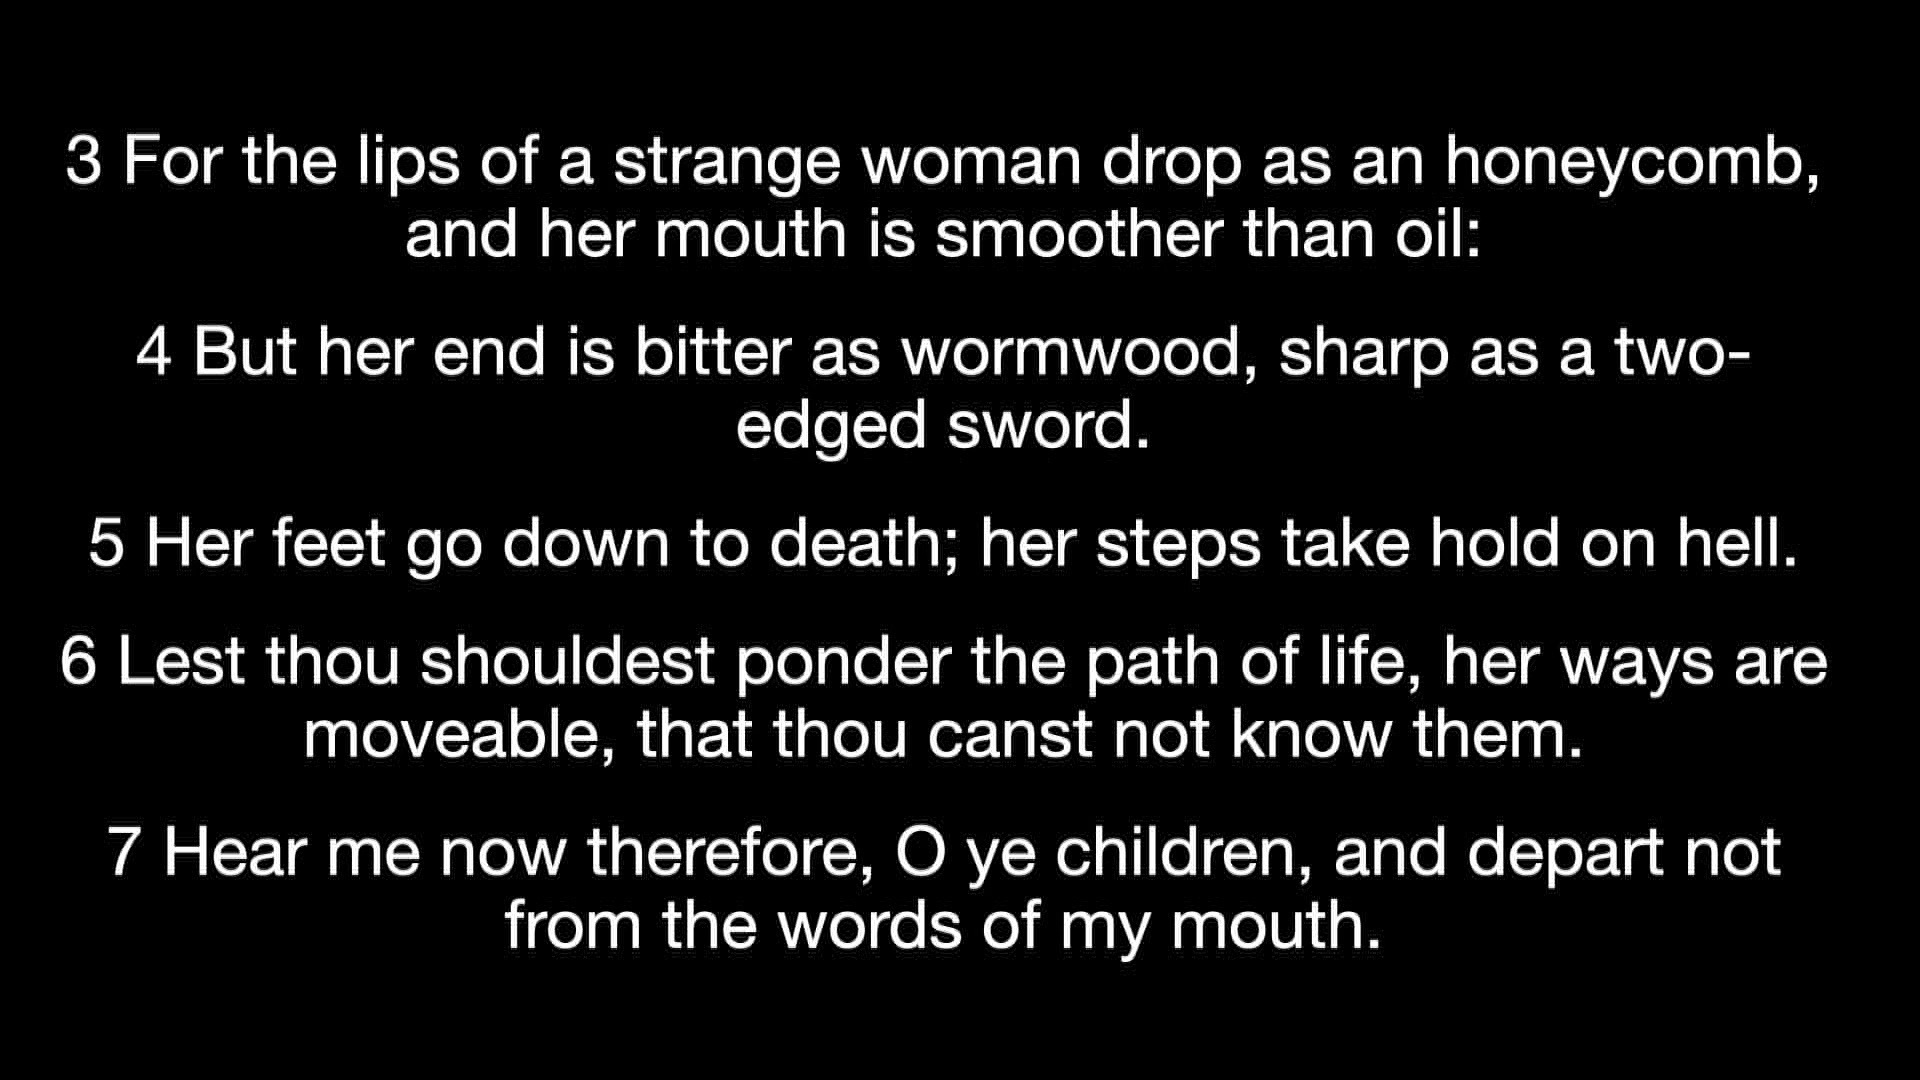 3 For the lips of a strange woman drop as an honeycomb,
and her mouth is smoother than oil:
4 But her end is bitter as wormwood, sharp as a two-
edged sword.
5 Her feet go down to death; her steps take hold on hell.
6 Lest thou shouldest ponder the path of life, her ways are
moveable, that thou canst not know them.
7 Hear me now therefore, O ye children, and depart not
from the words of my mouth.